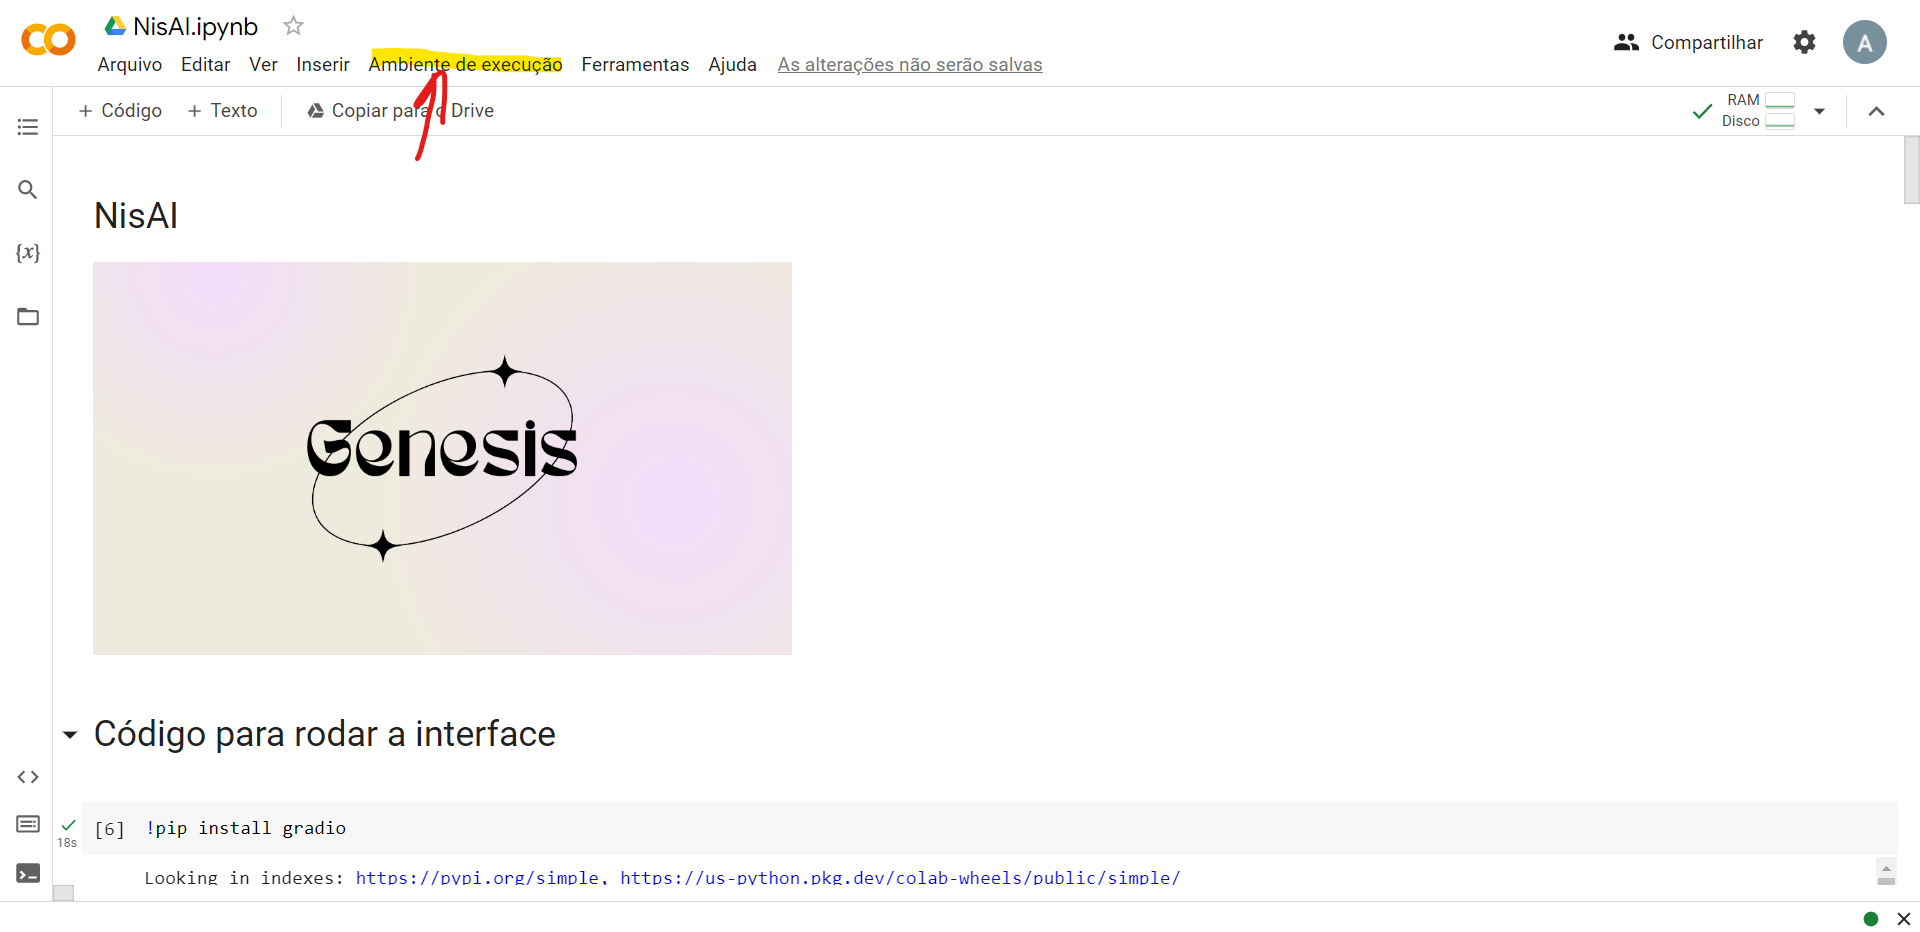 NisAI.ipynb
Arquivo Editar Ver Inserir Ambiente de execução Ferramentas Ajuda As alterações não serão salvas
Compartilhar
A
+ Código + Texto Copiar para o Drive
RAM
Disco
{x}
NisAI
Genesis
Código para rodar a interface
[6] !pip install gradio
18s
Looking in indexes: https://pypi.org/simple, https://us-python.pkg.dev/colab-wheels/public/simple/